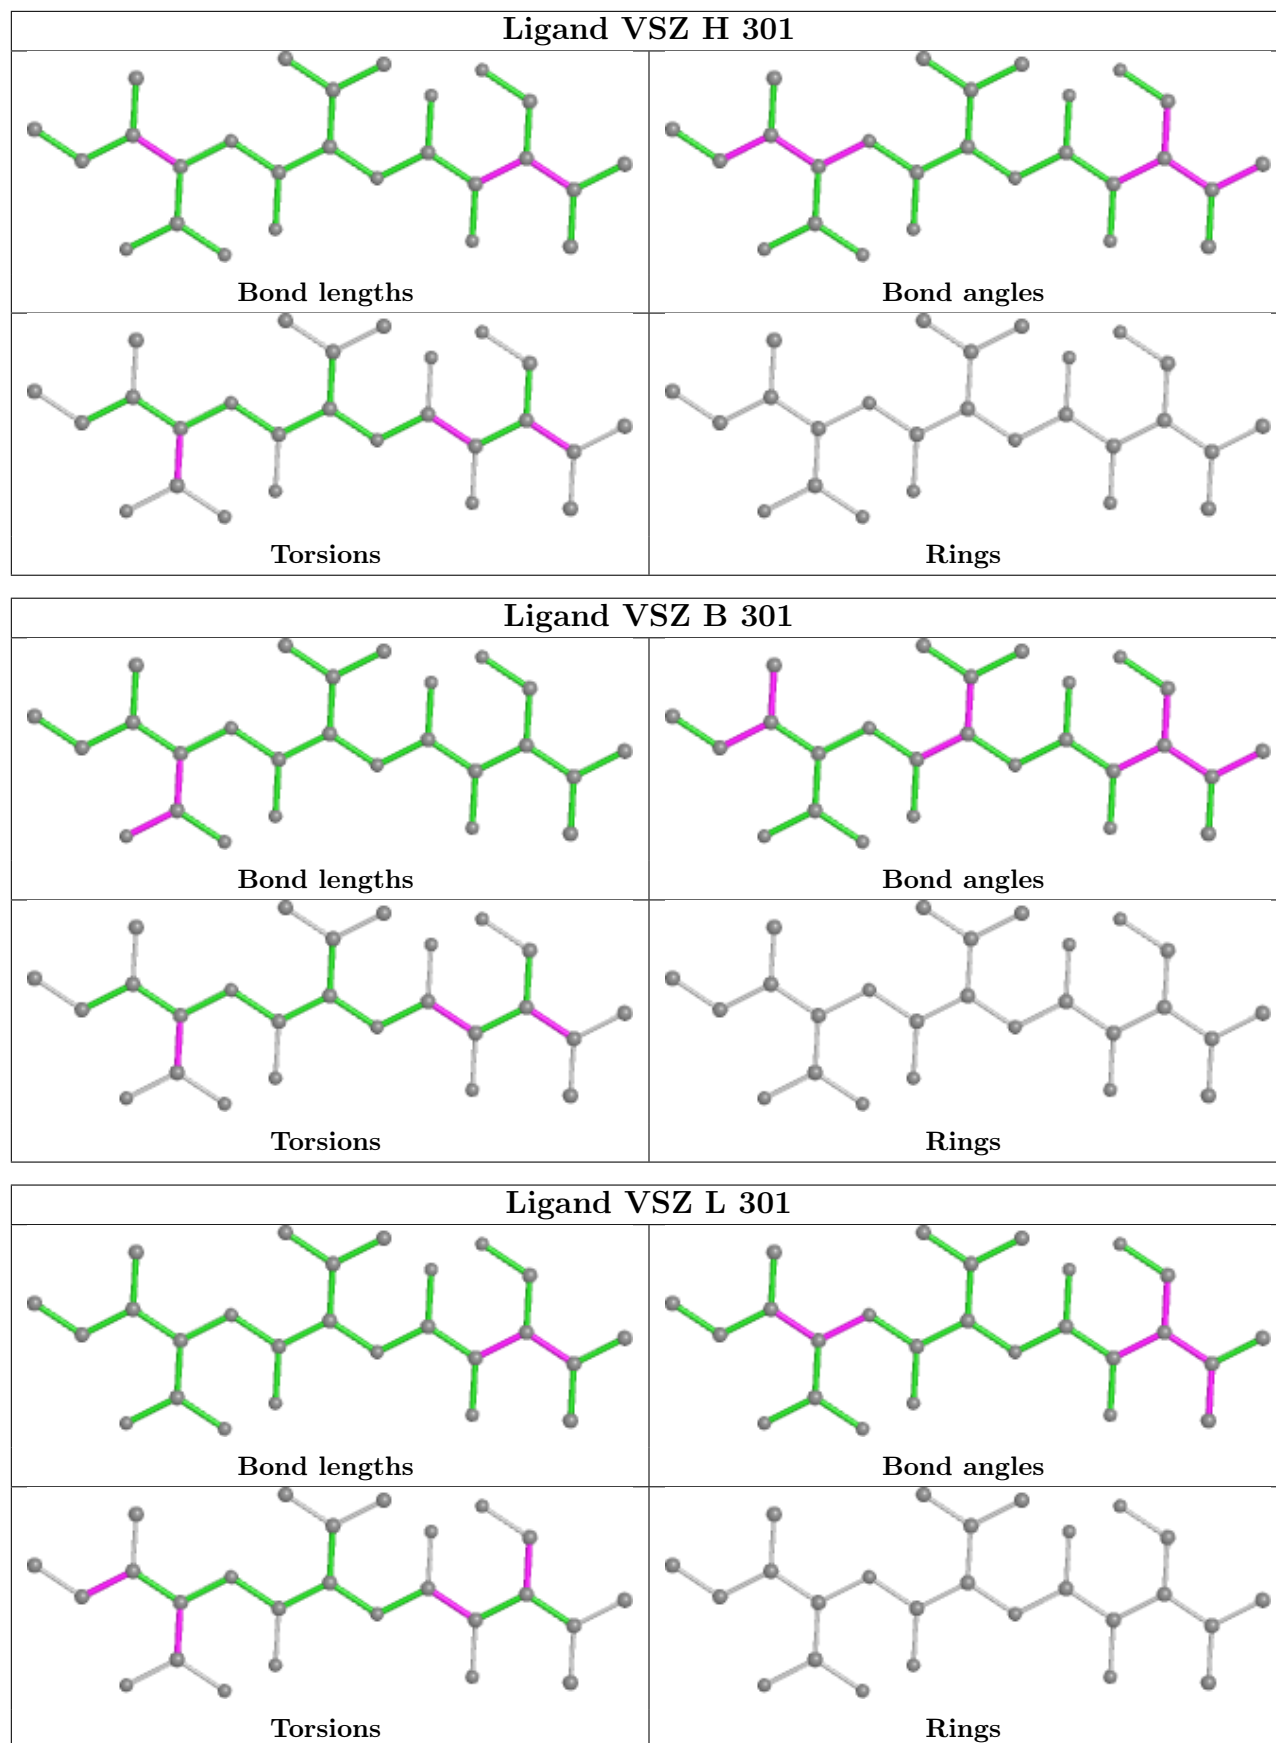 Ligand VSZ H 301
Bond lengths
Bond angles
Torsions
Rings
Ligand VSZ B 301
Bond lengths
Bond angles
Torsions
Rings
Ligand VSZ L 301
Bond lengths
Bond angles
Torsions
Rings